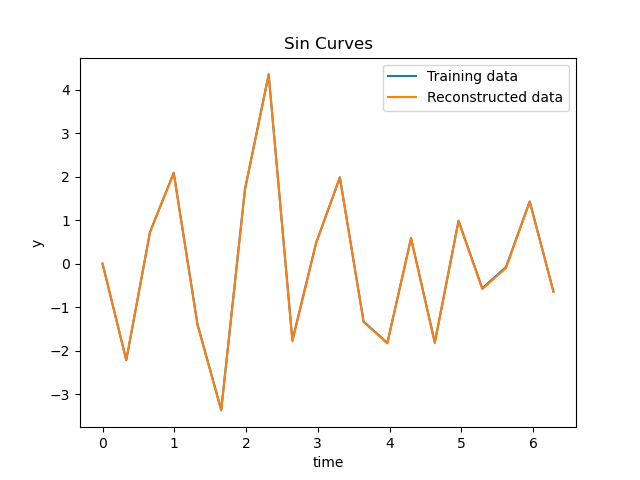 Sin Curves
Training data
Reconstructed data
4
3
2
1
0
−1
−2
−3
y
0 1 2 3 4 5 6
time